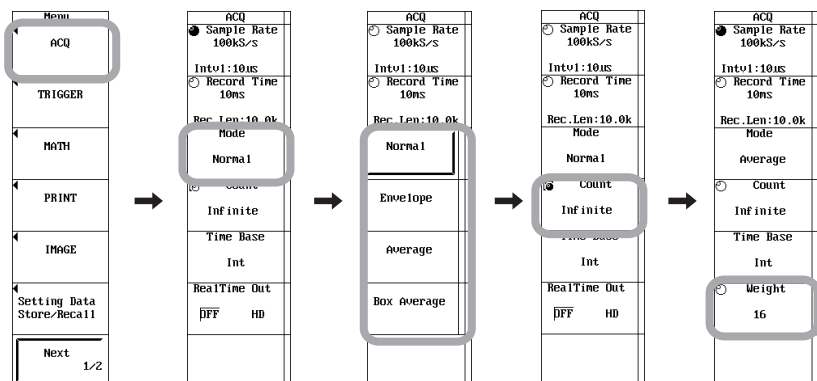 Menu
ACQ
TRIGGER
MATH
PRINT
IMAGE
Setting Data
Store/Recall
Next
1/2
ACQ
Sample Rate
100kS/s
Intvl:10us
Record Time
10ms
Rec.Len:10.0k
Mode
Normal
Count
Infinite
Time Base
Int
RealTime Out
OFF HD
ACQ
Sample Rate
100kS/s
Intvl:10us
Record Time
10ms
Rec.Len:10.0k
Normal
Envelope
Average
Box Average
ACQ
Sample Rate
100kS/s
Intvl:10us
Record Time
10ms
Rec.Len:10.0k
Mode
Normal
Count
Infinite
Time Base
Int
RealTime Out
OFF HD
ACQ
Sample Rate
100kS/s
Intvl:10us
Record Time
10ms
Rec.Len:10.0k
Mode
Average
Count
Infinite
Time Base
Int
Weight
16